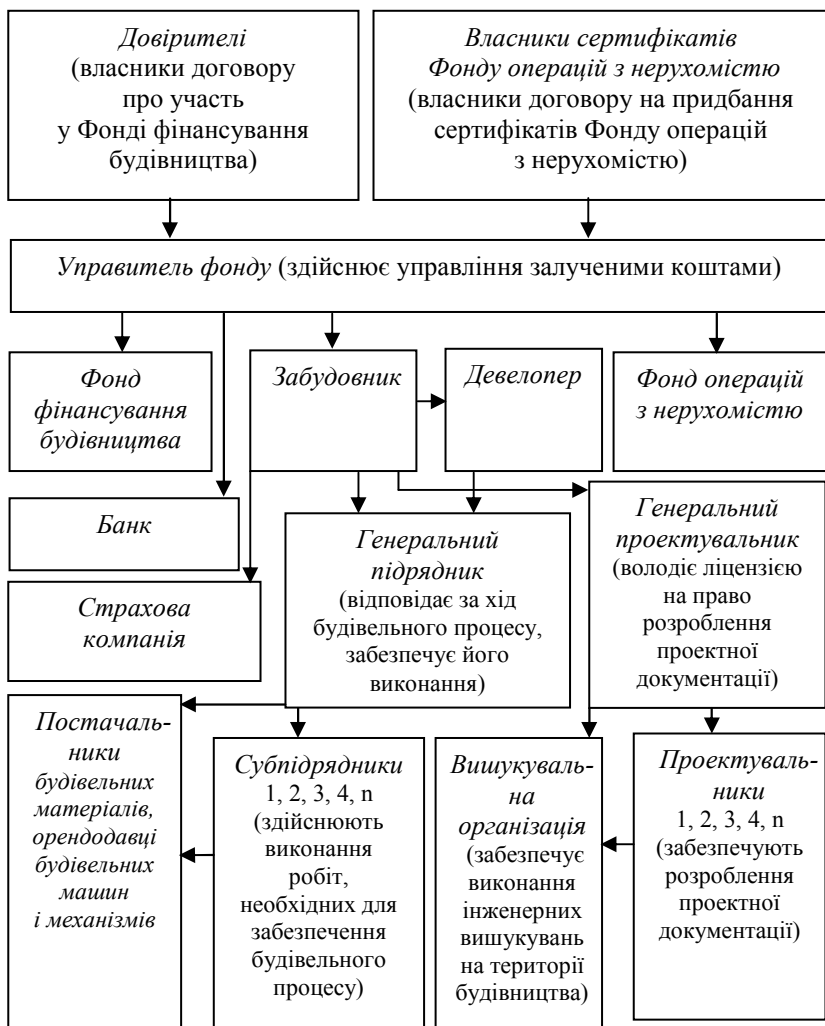 Довірителі
(власники договору
про участь
у Фонді фінансування
будівництва)
Власники сертифікатів
Фонду операцій з нерухомістю
(власники договору на придбання
сертифікатів Фонду операцій
з нерухомістю)
Управитель фонду (здійснює управління залученими коштами)
Фонд
фінансування
будівництва
Забудовник
Девелопер
Фонд операцій
з нерухомістю
Банк
Страхова
компанія
Генеральний
підрядник
(відповідає за хід
будівельного процесу,
забезпечує його
виконання)
Генеральний
проектувальник
(володіє ліцензією
на право
розроблення
проектної
документації)
Постачаль-
ники
будівельних
матеріалів,
орендодавці
будівельних
машин
і механізмів
Субпідрядники
1, 2, 3, 4, n
(здійснюють
виконання
робіт,
необхідних для
забезпечення
будівельного
процесу)
Вишукуваль-
на
організація
(забезпечує
виконання
інженерних
вишукувань
на території
будівництва)
Проектуваль-
ники
1, 2, 3, 4, n
(забезпечують
розроблення
проектної
документації)